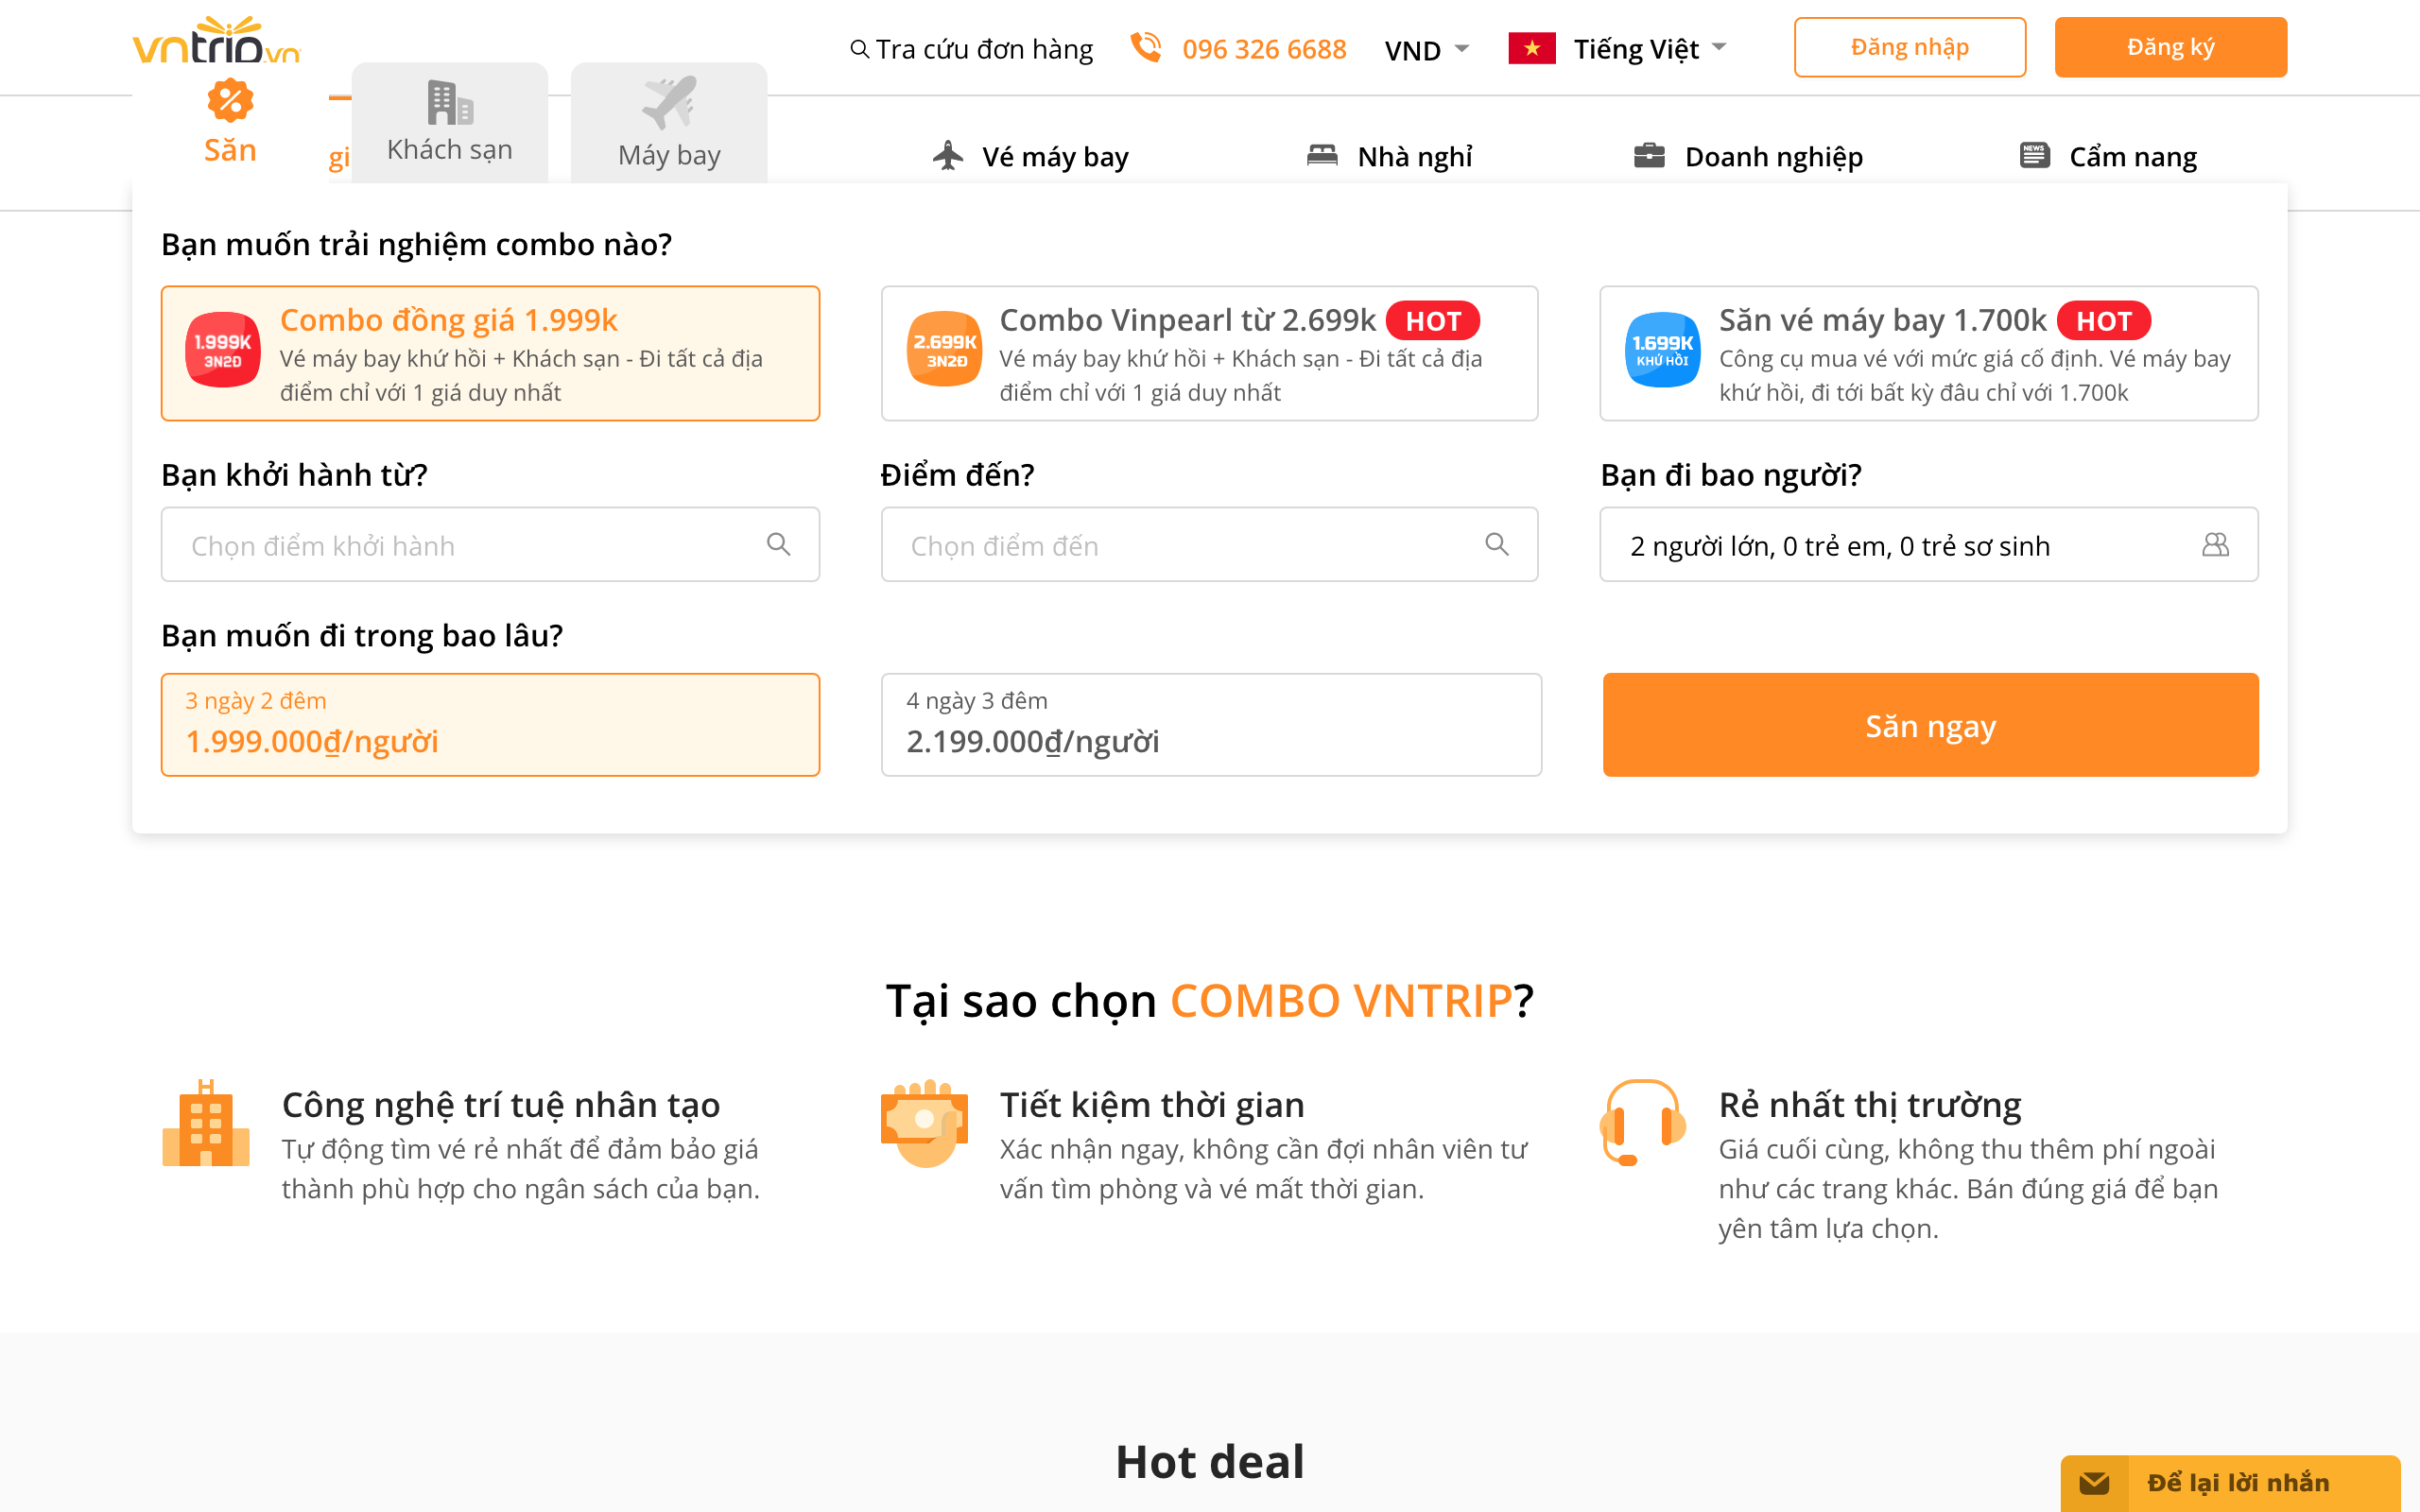 vntrip.vn
Tra cứu đơn hàng
096 326 6688
VND
Tiếng Việt
Đăng nhập
Đăng ký
Săn
gi
Khách sạn
Máy bay
Vé máy bay
Nhà nghỉ
Doanh nghiệp
NEWS
Cẩm nang
Bạn muốn trải nghiệm combo nào?
1.999K
3N2Đ
Combo đồng giá 1.999k
Vé máy bay khứ hồi + Khách sạn - Đi tất cả địa
điểm chỉ với 1 giá duy nhất
2.699K
3N2Đ
Combo Vinpearl từ 2.699k HOT
Vé máy bay khứ hồi + Khách sạn - Đi tất cả địa
điểm chỉ với 1 giá duy nhất
1.699K
KHỨ HỒI
Săn vé máy bay 1.700k HOT
Công cụ mua vé với mức giá cố định. Vé máy bay
khứ hồi, đi tới bất kỳ đâu chỉ với 1.700k
Bạn khởi hành từ?
Chọn điểm khởi hành
Điểm đến?
Chọn điểm đến
Bạn đi bao người?
2 người lớn, 0 trẻ em, 0 trẻ sơ sinh
Bạn muốn đi trong bao lâu?
3 ngày 2 đêm
1.999.000₫/người
4 ngày 3 đêm
2.199.000₫/người
Săn ngay
Tại sao chọn COMBO VNTRIP?
Công nghệ trí tuệ nhân tạo
Tự động tìm vé rẻ nhất để đảm bảo giá
thành phù hợp cho ngân sách của bạn.
Tiết kiệm thời gian
Xác nhận ngay, không cần đợi nhân viên tư
vấn tìm phòng và vé mất thời gian.
Rẻ nhất thị trường
Giá cuối cùng, không thu thêm phí ngoài
như các trang khác. Bán đúng giá để bạn
yên tâm lựa chọn.
Hot deal
Để lại lời nhắn